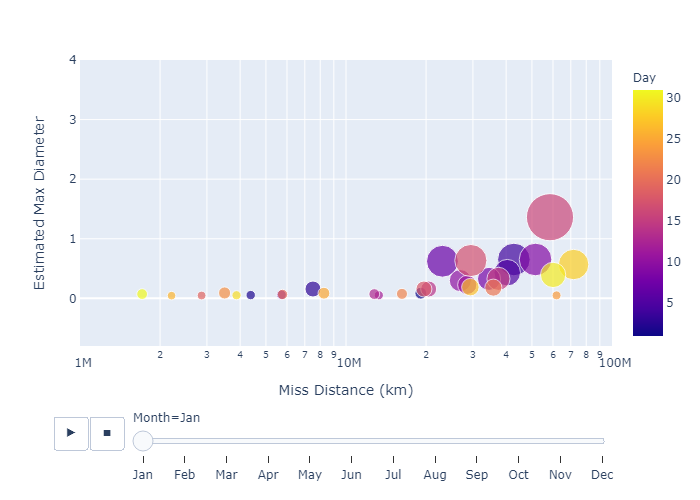 Day
4
3
2
1
0
Estimated Max Diameter
30
25
20
15
10
5
1M 2 3 4 5 6 7 8 9 10M 2 3 4 5 6 7 8 9 100M
Miss Distance (km)
Month=Jan
Jan Feb Mar Apr May Jun Jul Aug Sep Oct Nov Dec